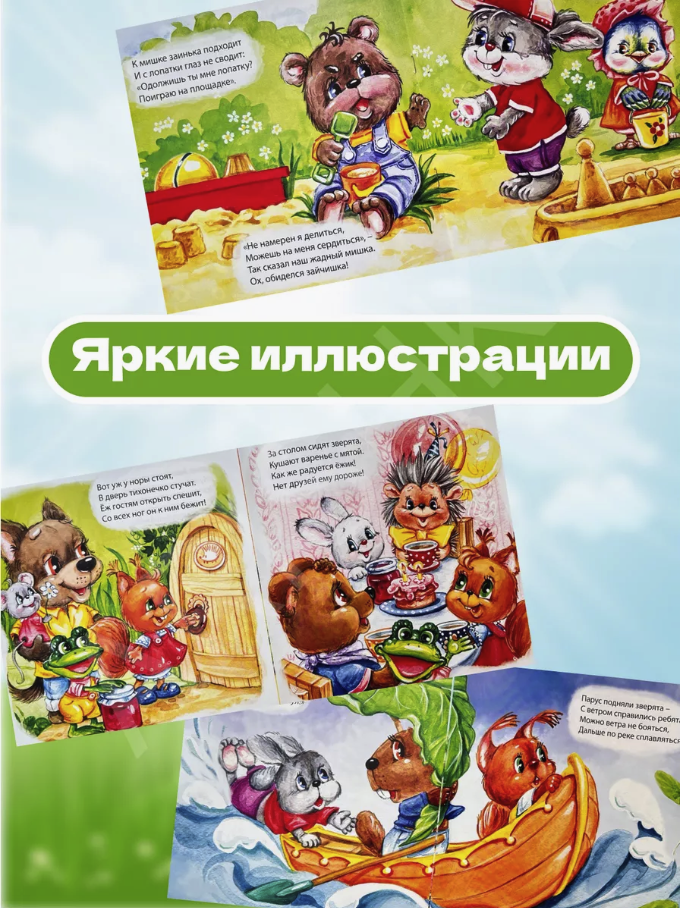 К мишке заинька подходит
И с лопатки глаз не сводит:
«Одолжишь ты мне лопатку?
Поиграю на площадке».
«Не намерен я делиться,
Можешь на меня сердиться», –
Так сказал наш жадный мишка.
Ох, обиделся зайчишка!
Яркие иллюстрации
Вот уж у норы стоят,
В дверь тихонечко стучат.
Ёж гостям открыть спешит,
Со всех ног он к ним бежит!
За столом сидят зверята,
Кушают варенье с мятой.
Как же радуется ёжик!
Нет друзей ему дороже!
Парус подняли зверята –
С ветром справились ребята
Можно ветра не бояться,
Дальше по реке сплавляться